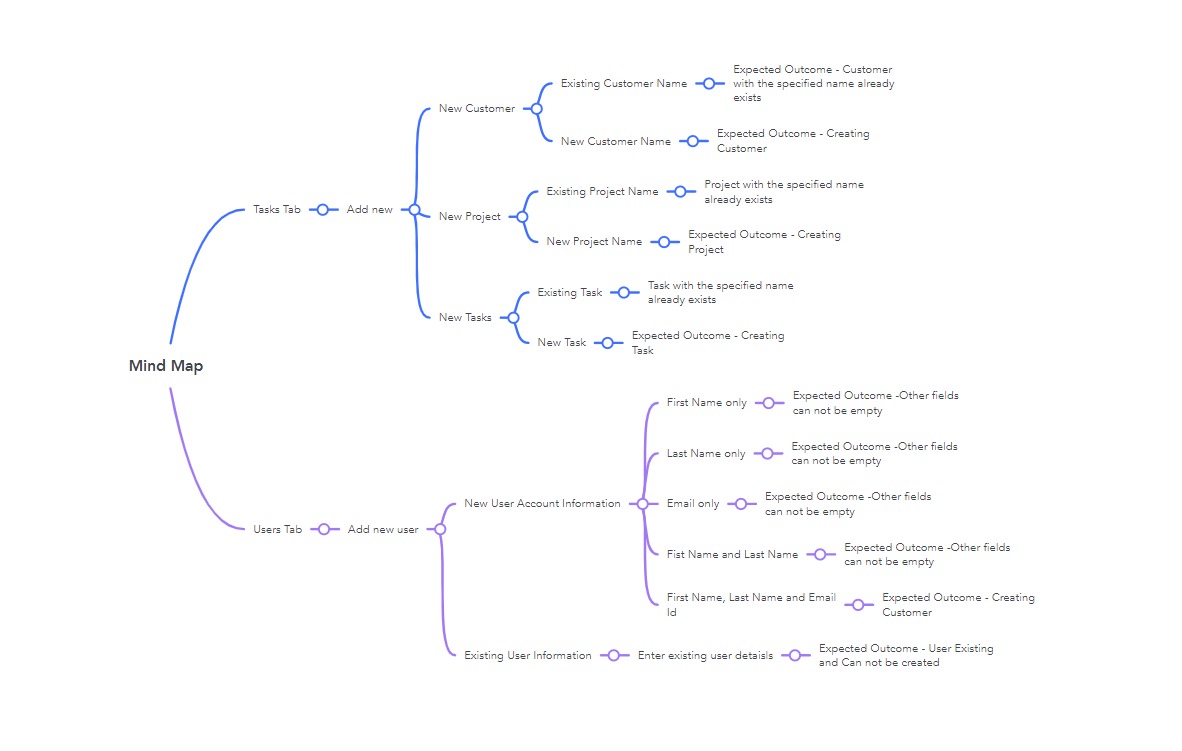 Expected Outcome - Customer
with the specified name already
exists
Existing Customer Name
New Customer
New Customer Name
Expected Outcome - Creating
Customer
Tasks Tab
Add new
Existing Project Name
Project with the specified name
already exists
New Project
New Project Name
Expected Outcome - Creating
Project
Existing Task
Task with the specified name
already exists
New Tasks
New Task
Expected Outcome - Creating
Task
Mind Map
First Name only
Expected Outcome -Other fields
can not be empty
Last Name only
Expected Outcome -Other fields
can not be empty
New User Account Information
Email only
Expected Outcome -Other fields
can not be empty
Users Tab
Add new user
Fist Name and Last Name
Expected Outcome -Other fields
can not be empty
First Name, Last Name and Email
Id
Expected Outcome - Creating
Customer
Existing User Information
Enter existing user detaisls
Expected Outcome - User Existing
and Can not be created